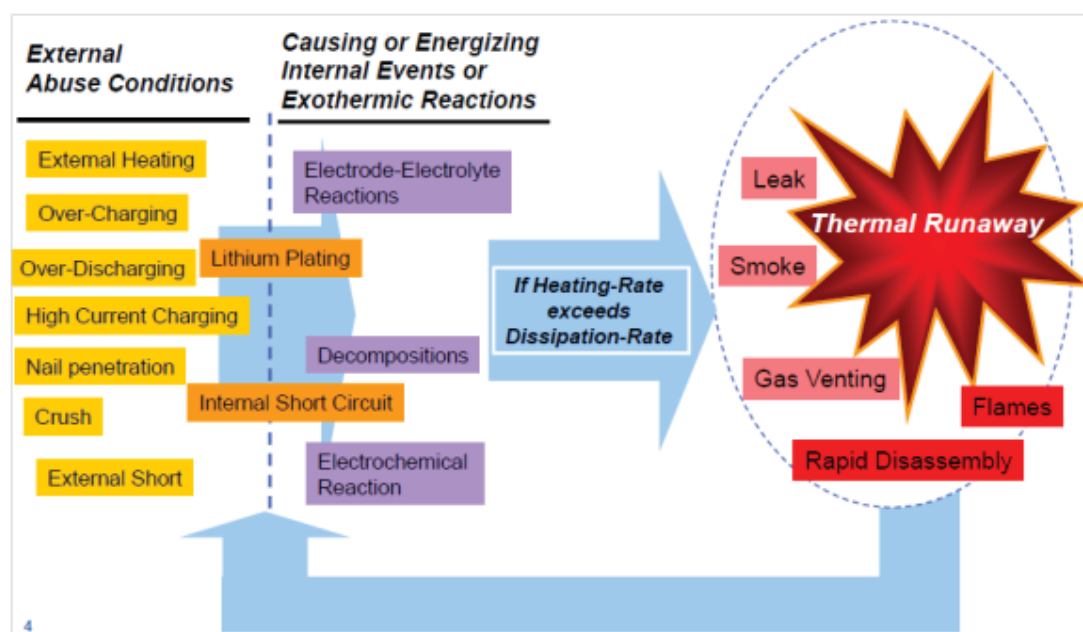 External
Abuse Conditions
Causing or Energizing
Internal Events or
Exothermic Reactions
External Heating
Over-Charging
Over-Discharging
High Current Charging
Nail penetration
Crush
External Short
Lithium Plating
Internal Short Circuit
Electrode-Electrolyte
Reactions
Decompositions
Electrochemical
Reaction
If Heating-Rate
exceeds
Dissipation-Rate
Thermal Runaway
Leak
Smoke
Gas Venting
Flames
Rapid Disassembly
4